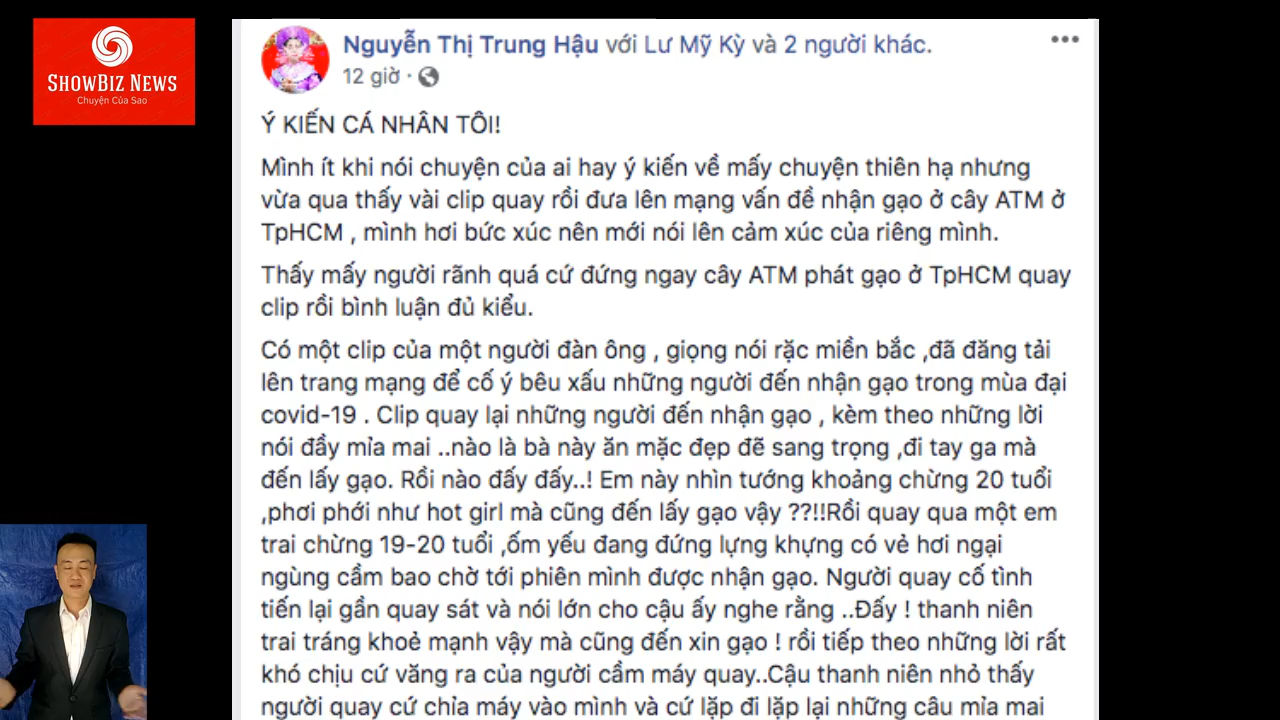 SHOWBIZ NEWS
Chuyện Của Sao
Nguyễn Thị Trung Hậu với Lư Mỹ Kỳ và 2 người khác.
12 giờ ·
Ý KIẾN CÁ NHÂN TÔI!
Mình ít khi nói chuyện của ai hay ý kiến về mấy chuyện thiên hạ nhưng
vừa qua thấy vài clip quay rồi đưa lên mạng vấn đề nhận gạo ở cây ATM ở
TpHCM , mình hơi bức xúc nên mới nói lên cảm xúc của riêng mình.
Thấy mấy người rãnh quá cứ đứng ngay cây ATM phát gạo ở TpHCM quay
clip rồi bình luận đủ kiểu.
Có một clip của một người đàn ông , giọng nói rặc miền bắc ,đã đăng tải
lên trang mạng để cố ý bêu xấu những người đến nhận gạo trong mùa đại
covid-19 . Clip quay lại những người đến nhận gạo , kèm theo những lời
nói đầy mỉa mai ..nào là bà này ăn mặc đẹp đẽ sang trọng ,đi tay ga mà
đến lấy gạo. Rồi nào đấy đấy..! Em này nhìn tướng khoảng chừng 20 tuổi
,phơi phới như hot girl mà cũng đến lấy gạo vậy ??!!Rồi quay qua một em
trai chừng 19-20 tuổi ,ốm yếu đang đứng lựng khựng có vẻ hơi ngại
ngùng cầm bao chờ tới phiên mình được nhận gạo. Người quay cố tình
tiến lại gần quay sát và nói lớn cho cậu ấy nghe rằng ..Đấy ! thanh niên
trai tráng khoẻ mạnh vậy mà cũng đến xin gạo ! rồi tiếp theo những lời rất
khó chịu cứ văng ra của người cầm máy quay..Cậu thanh niên nhỏ thấy
người quay cứ chỉa máy vào mình và cứ lặp đi lặp lại những câu mỉa mai